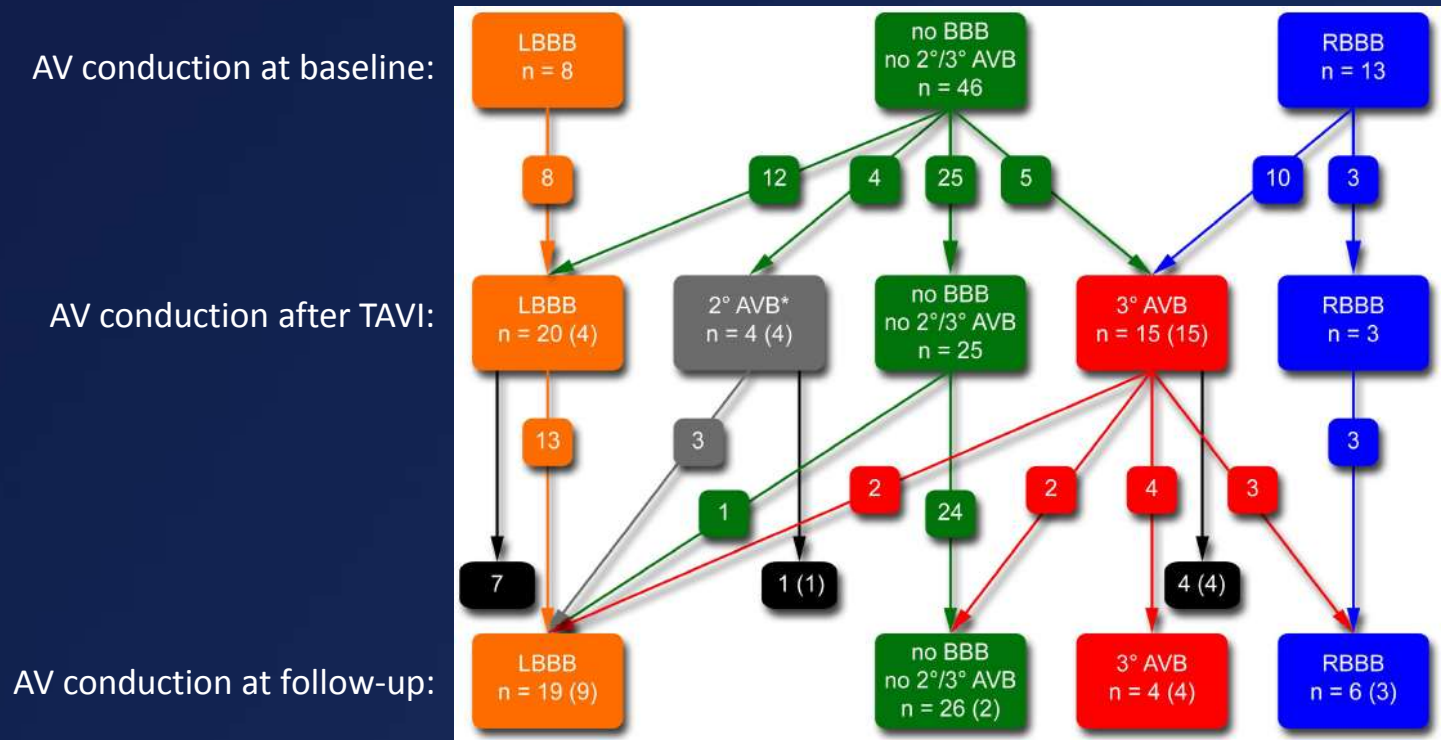 AV conduction at baseline:
LBBB
n = 8
no BBB
no 2°/3° AVB
n = 46
RBBB
n = 13
8
12
4
25
5
10
3
AV conduction after TAVI:
LBBB
n = 20 (4)
2° AVB*
n = 4 (4)
no BBB
no 2°/3° AVB
n = 25
3° AVB
n = 15 (15)
RBBB
n = 3
13
3
1
2
24
2
4
3
3
7
1 (1)
4 (4)
AV conduction at follow-up:
LBBB
n = 19 (9)
no BBB
no 2°/3° AVB
n = 26 (2)
3° AVB
n = 4 (4)
RBBB
n = 6 (3)